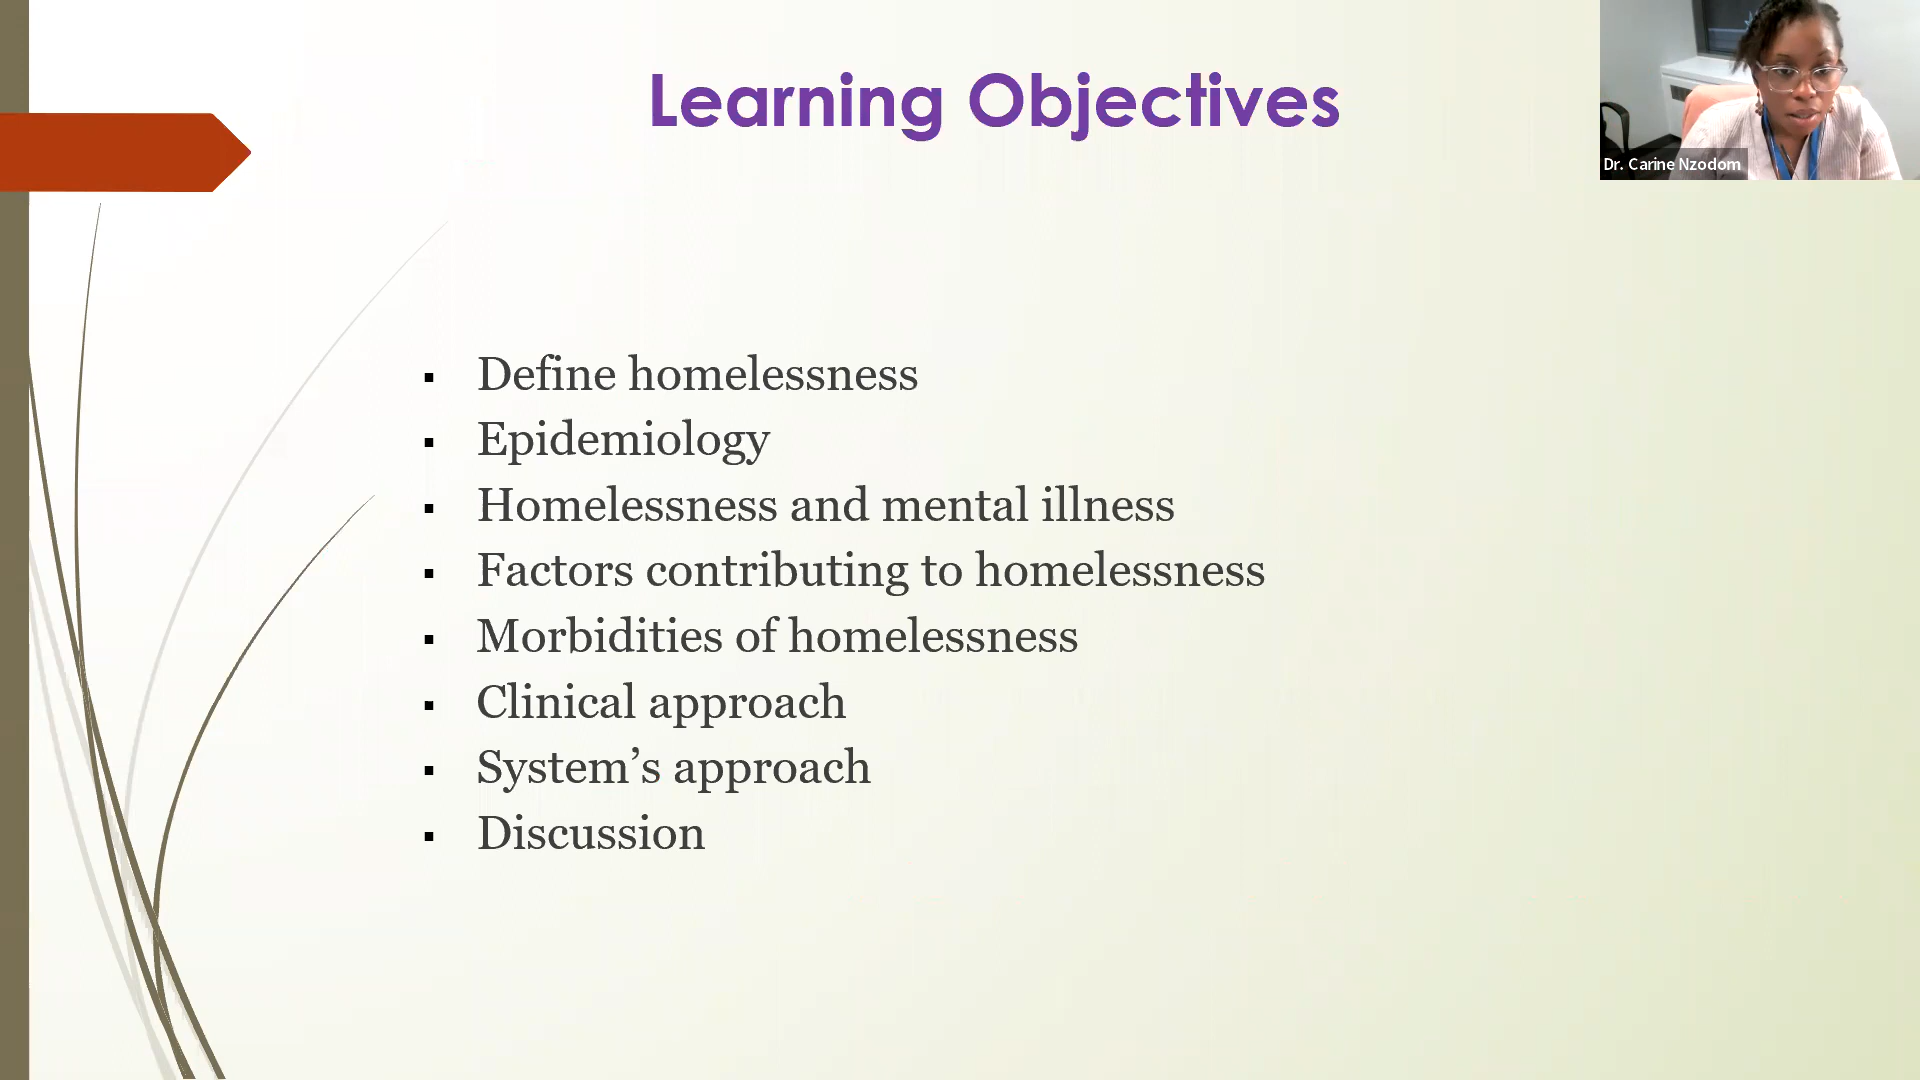 Learning Objectives
Dr. Carine Nzodom
▪ Define homelessness
▪ Epidemiology
▪ Homelessness and mental illness
▪ Factors contributing to homelessness
▪ Morbidities of homelessness
▪ Clinical approach
▪ System’s approach
▪ Discussion